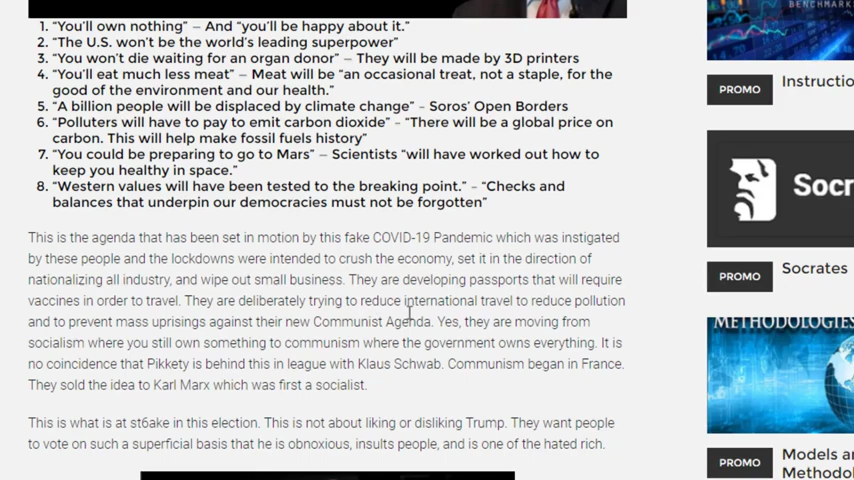 1. "You'll own nothing" — And "you'll be happy about it."
2. "The U.S. won't be the world's leading superpower"
3. "You won't die waiting for an organ donor" — They will be made by 3D printers
4. "You'll eat much less meat" — Meat will be "an occasional treat, not a staple, for the
good of the environment and our health."
5. "A billion people will be displaced by climate change" – Soros' Open Borders
6. "Polluters will have to pay to emit carbon dioxide" – "There will be a global price on
carbon. This will help make fossil fuels history"
7. "You could be preparing to go to Mars" — Scientists "will have worked out how to
keep you healthy in space."
8. "Western values will have been tested to the breaking point." – "Checks and
balances that underpin our democracies must not be forgotten"
This is the agenda that has been set in motion by this fake COVID-19 Pandemic which was instigated
by these people and the lockdowns were intended to crush the economy, set it in the direction of
nationalizing all industry, and wipe out small business. They are developing passports that will require
vaccines in order to travel. They are deliberately trying to reduce international travel to reduce pollution
and to prevent mass uprisings against their new Communist Agenda. Yes, they are moving from
socialism where you still own something to communism where the government owns everything. It is
no coincidence that Pikkety is behind this in league with Klaus Schwab. Communism began in France.
They sold the idea to Karl Marx which was first a socialist.
This is what is at st6ake in this election. This is not about liking or disliking Trump. They want people
to vote on such a superficial basis that he is obnoxious, insults people, and is one of the hated rich.
BENCHMARK
PROMO
Instructio
Socr
PROMO
Socrates
METHODOLOGIES
PROMO
Models an
Methodol